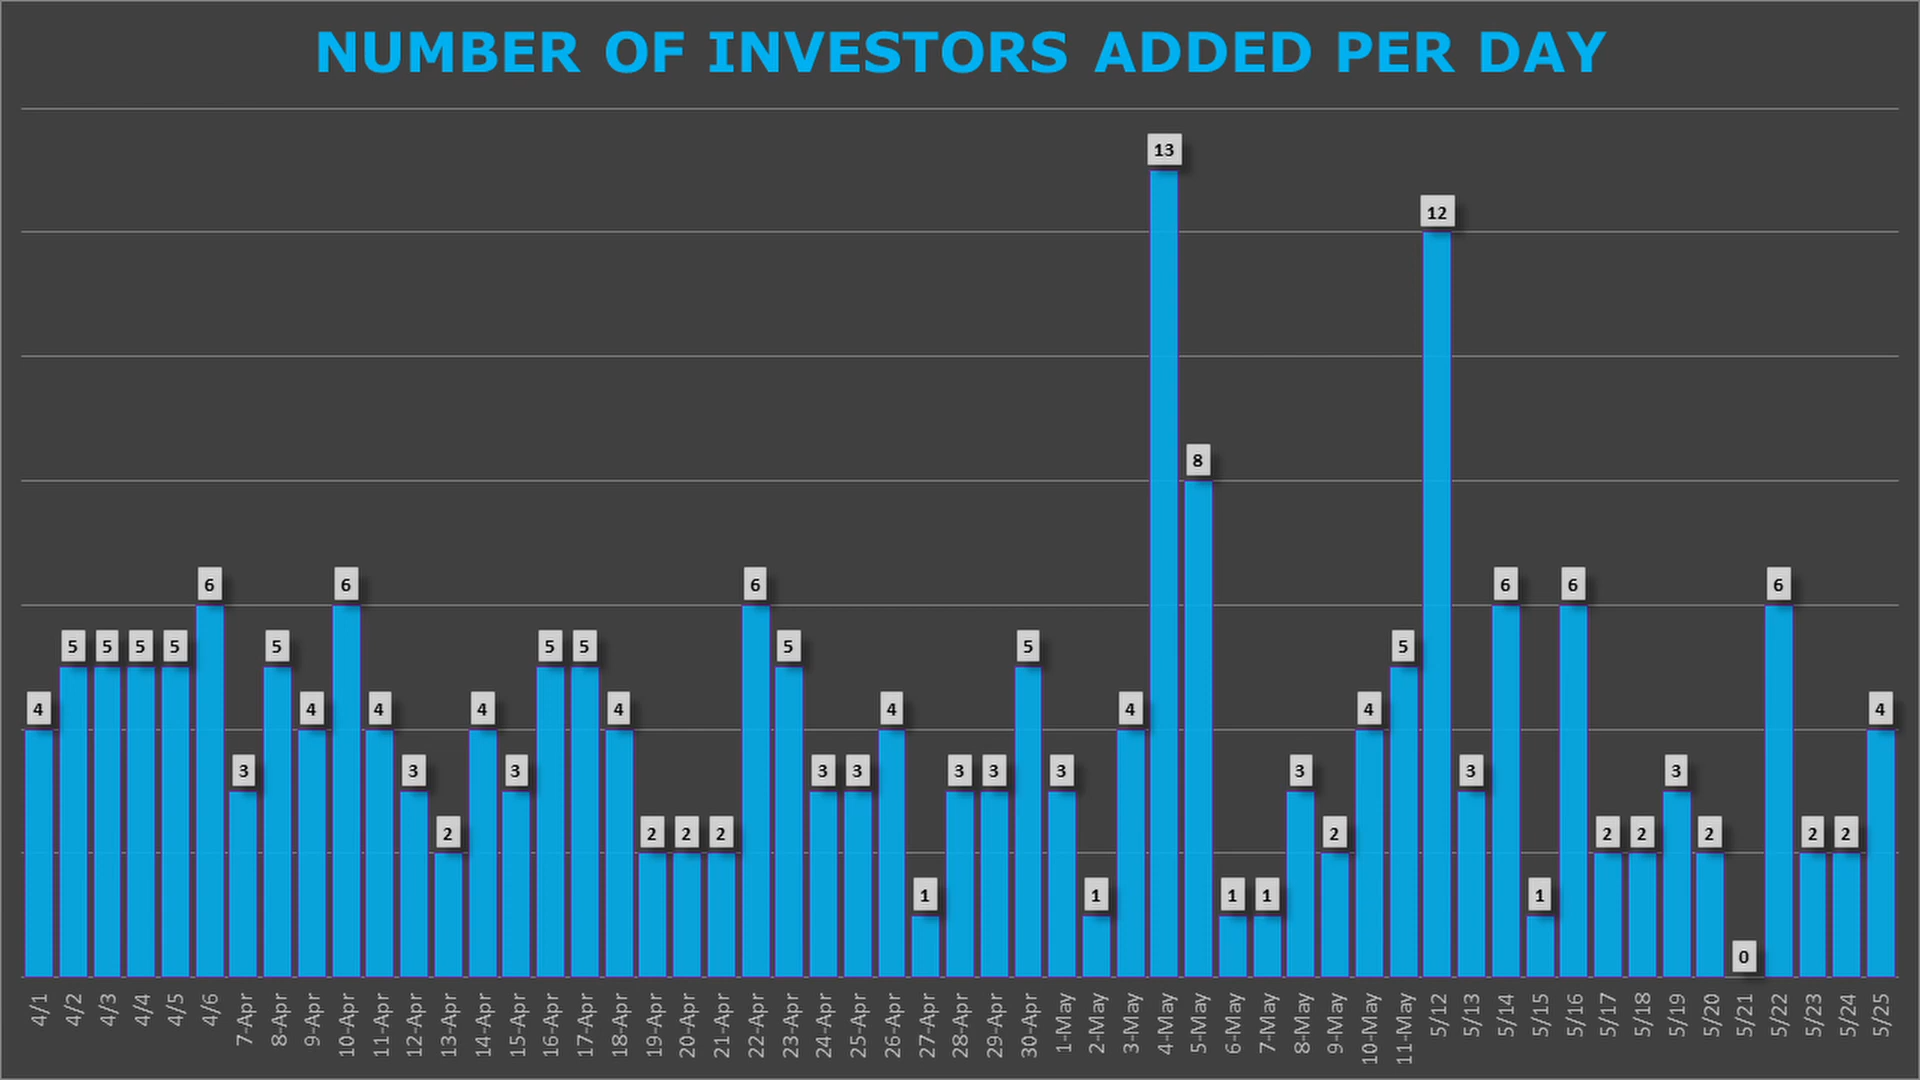 NUMBER OF INVESTORS ADDED PER DAY
13
12
8
6 6 6 6 6 6
5 5 5 5 5 5 5 5 5 5
4 4 4 4 4 4 4 4 4
3 3 3 3 3 3 3 3 3 3 3
2 2 2 2 2 2 2 2 2 2
1 1 1 1 1
0
4/1 4/2 4/3 4/4 4/5 4/6 7-Apr 8-Apr 9-Apr 10-Apr 11-Apr 12-Apr 13-Apr 14-Apr 15-Apr 16-Apr 17-Apr 18-Apr 19-Apr 20-Apr 21-Apr 22-Apr 23-Apr 24-Apr 25-Apr 26-Apr 27-Apr 28-Apr 29-Apr 30-Apr 1-May 2-May 3-May 4-May 5-May 6-May 7-May 8-May 9-May 10-May 11-May 5/12 5/13 5/14 5/15 5/16 5/17 5/18 5/19 5/20 5/21 5/22 5/23 5/24 5/25